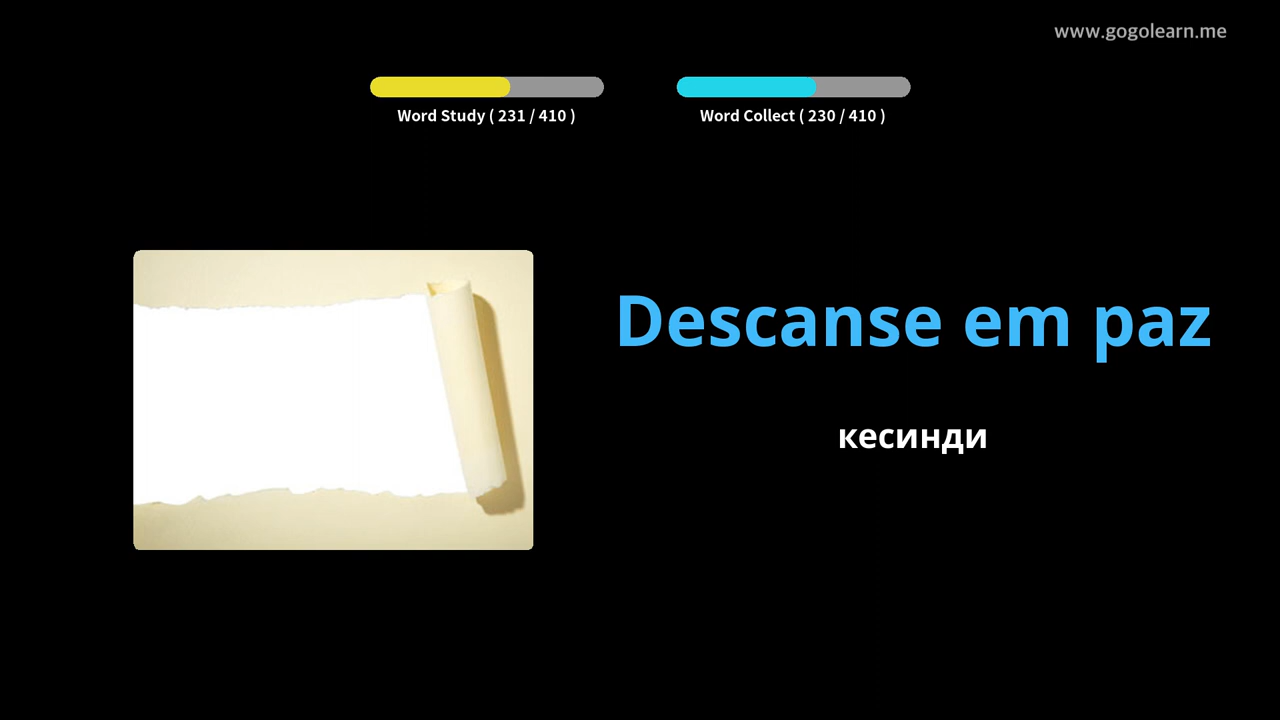 www.gogolearn.me
Word Study ( 231 / 410 )
Word Collect ( 230 / 410 )
Descanse em paz
кесинди